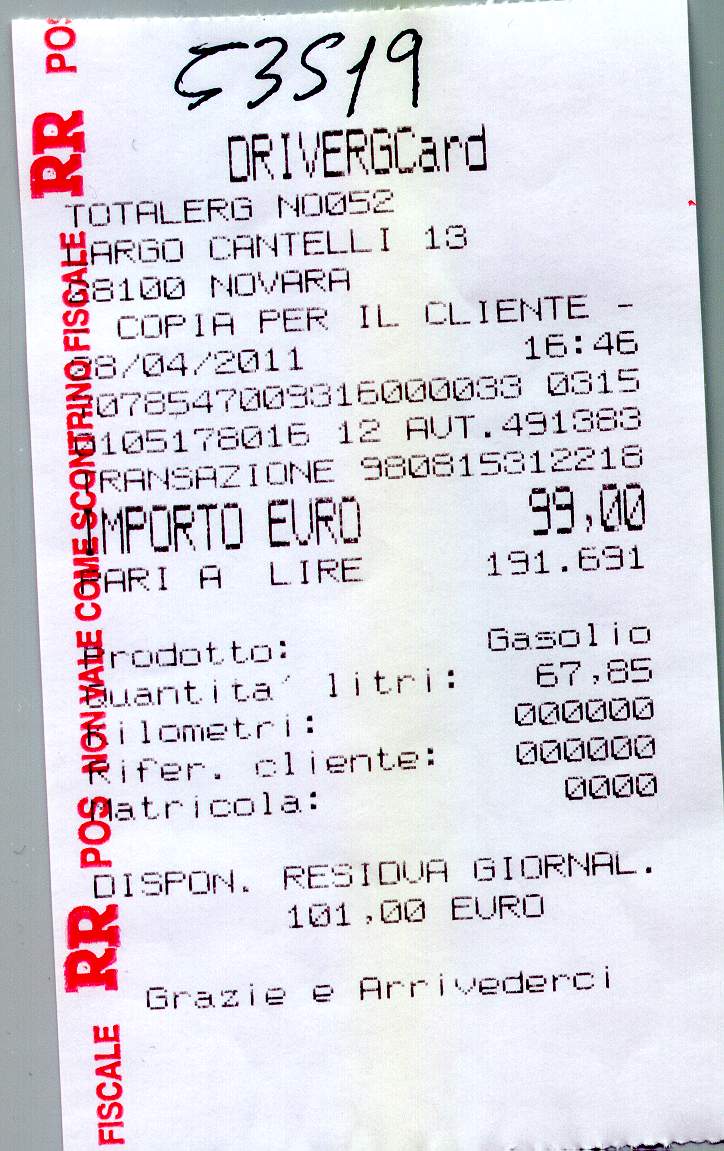 53519
DRIVERGCard
TOTALERG NO052
LARGO CANTELLI 13
28100 NOVARA
COPIA PER IL CLIENTE -
08/04/2011 16:46
0315
0105178016 12 AUT.491383
TRANSAZIONE 980815312218
IMPORTO EURO 99,00
PARI A LIRE 191.691
Prodotto: Gasolio
Quantita' litri: 67,85
Kilometri: 000000
Rifer. cliente: 000000
Matricola: 0000
DISPON. RESIDUA GIORNAL.
101,00 EURO
Grazie e Arrivederci
FISCALE RR POS NON VALE COME SCONTRINO FISCALE RR POS